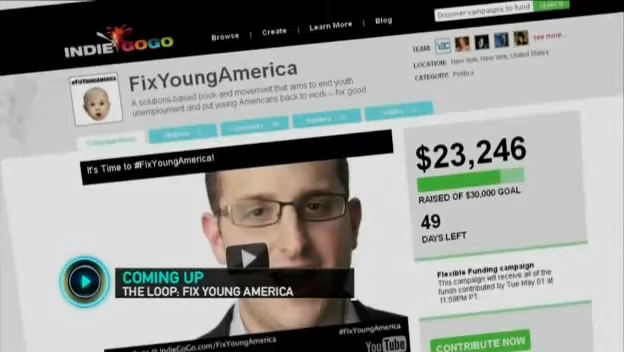 INDIEGOGO
Browse | Create | Learn More | Blog
Discover campaigns to fund
SEARCH
#FIXYOUNGAMERICA
FixYoungAmerica
A solutions-based book and movement that aims to end youth
unemployment and put young Americans back to work -- for good
TEAM:
see more...
LOCATION: New York, New York, United States
CATEGORY: Politics
It's Time to #FixYoungAmerica!
$23,246
RAISED OF $30,000 GOAL
49
DAYS LEFT
Flexible Funding campaign
This campaign will receive all of the
funds contributed by Tue May 01 at
11:59PM PT.
COMING UP
THE LOOP: FIX YOUNG AMERICA
@ IndieGoGo.com/FixYoungAmerica
#FixYoungAmerica
YouTube
CONTRIBUTE NOW